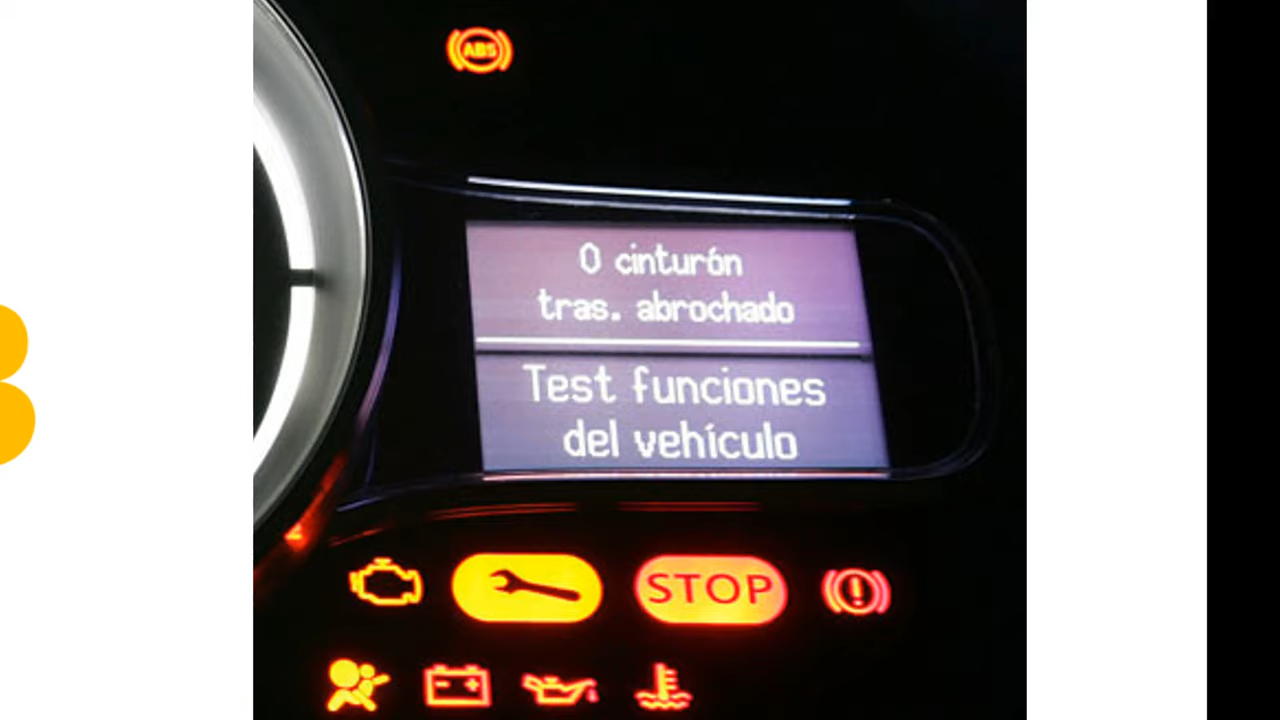 ABS
0 cinturón
tras. abrochado
Test funciones
del vehículo
STOP